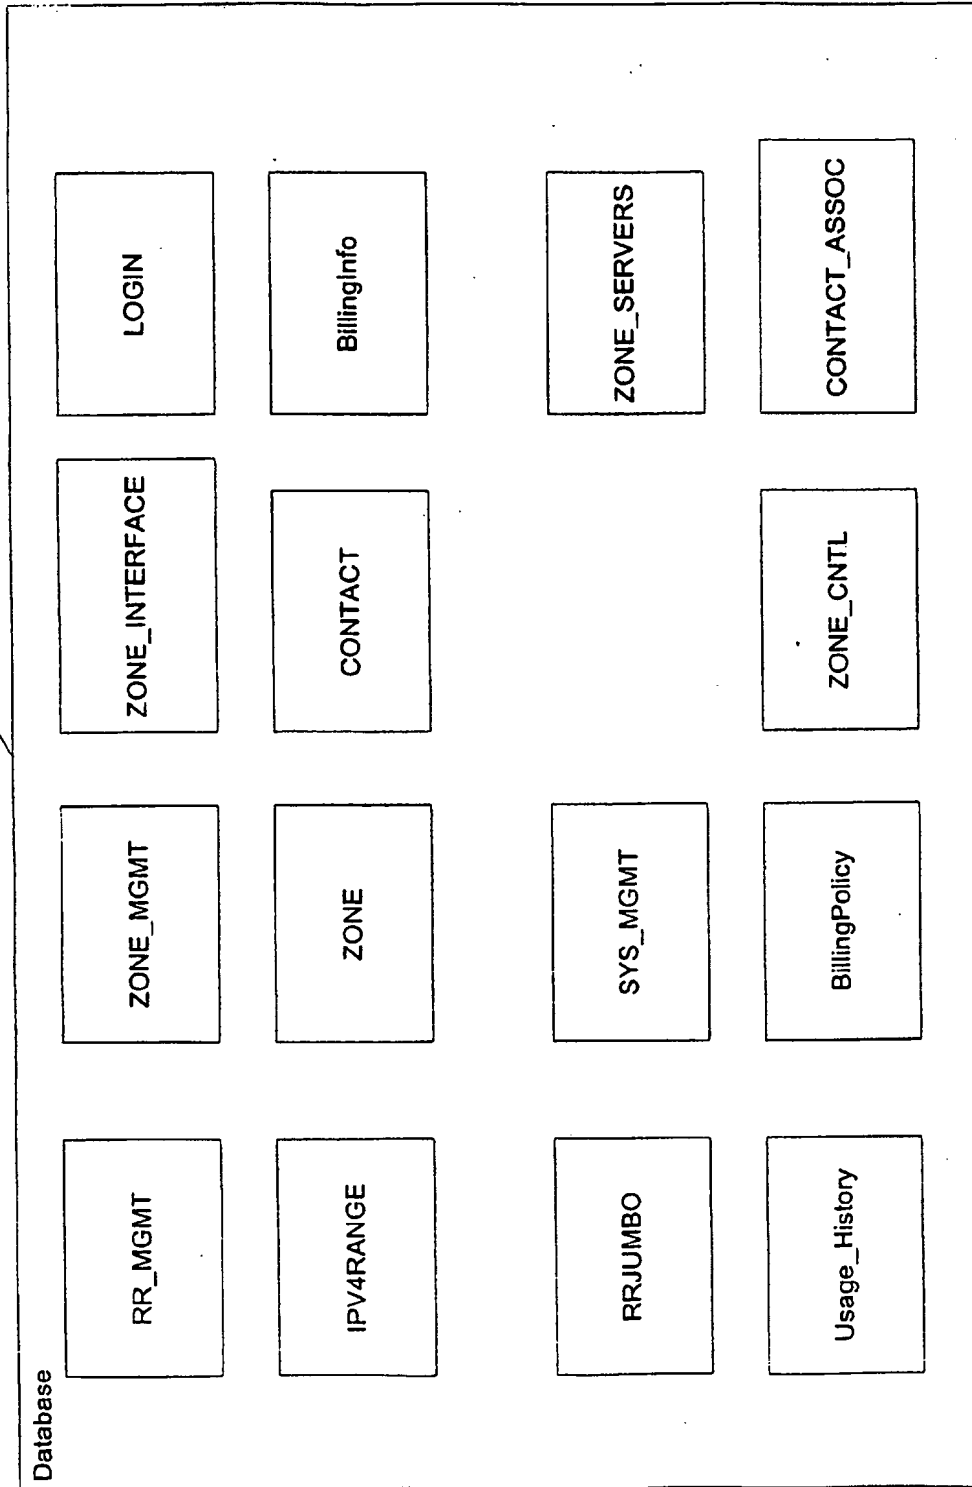 Database
RR_MGMT
ZONE_MGMT
ZONE_INTERFACE
LOGIN
IPV4RANGE
ZONE
CONTACT
BillingInfo
RRJUMBO
SYS_MGMT
ZONE_SERVERS
Usage_History
BillingPolicy
ZONE_CNTL
CONTACT_ASSOC